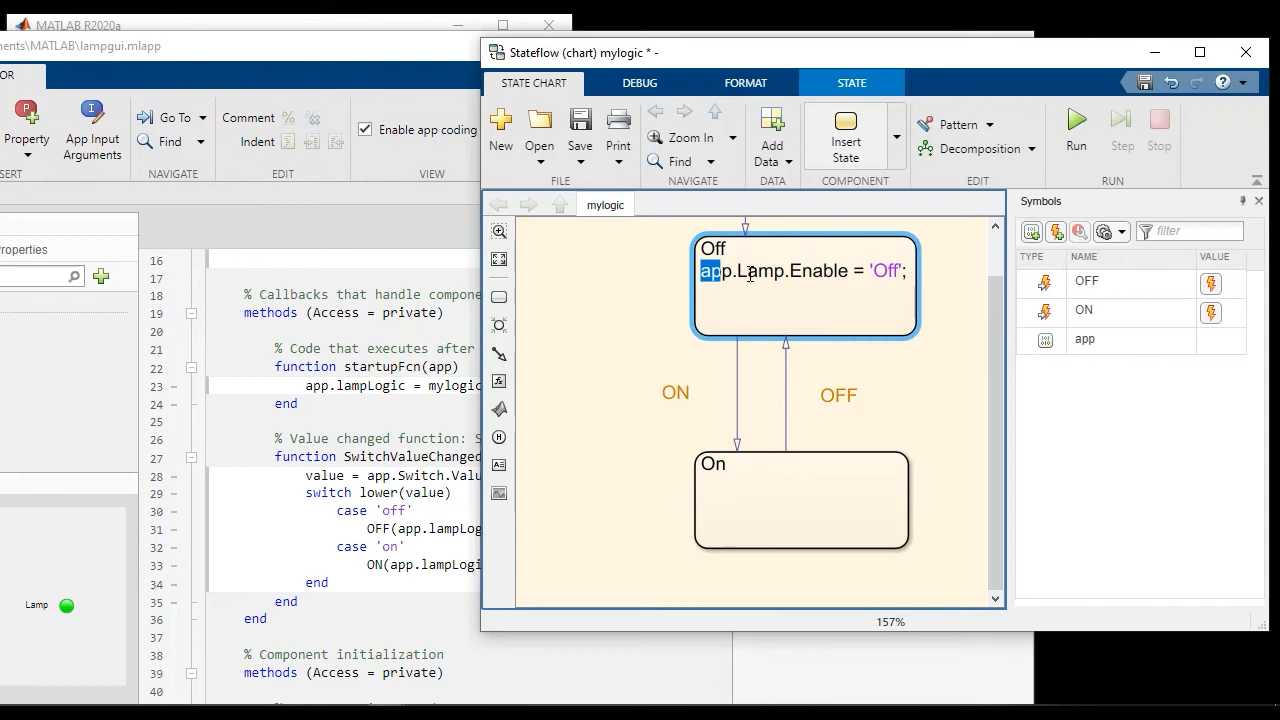 MATLAB R2020a
ents\MATLAB\lampgui.mlapp
OR
Property
App Input
Arguments
SERT
Go To
Find
NAVIGATE
Comment
Indent
EDIT
Enable app coding
VIEW
Properties
Lamp
16
17
18 % Callbacks that handle compone
19 methods (Access = private)
20
21 % Code that executes after
22 function startupFcn(app)
23 app.lampLogic = mylogic
24 end
25
26 % Value changed function: S
27 function SwitchValueChanged
28 value = app.Switch.Valu
29 switch lower(value)
30 case 'off'
31 OFF(app.lampLog
32 case 'on'
33 ON(app.lampLogi
34 end
35 end
36 end
37
38 % Component initialization
39 methods (Access = private)
40
Stateflow (chart) mylogic * -
STATE CHART
DEBUG
FORMAT
STATE
New
Open
Save
Print
FILE
Zoom In
Find
NAVIGATE
Add
Data
DATA
Insert
State
COMPONENT
Pattern
Decomposition
EDIT
Run
Step
Stop
RUN
mylogic
Off
app.Lamp.Enable = 'Off';
ON
OFF
On
157%
Symbols
filter
TYPE NAME VALUE
OFF
ON
app